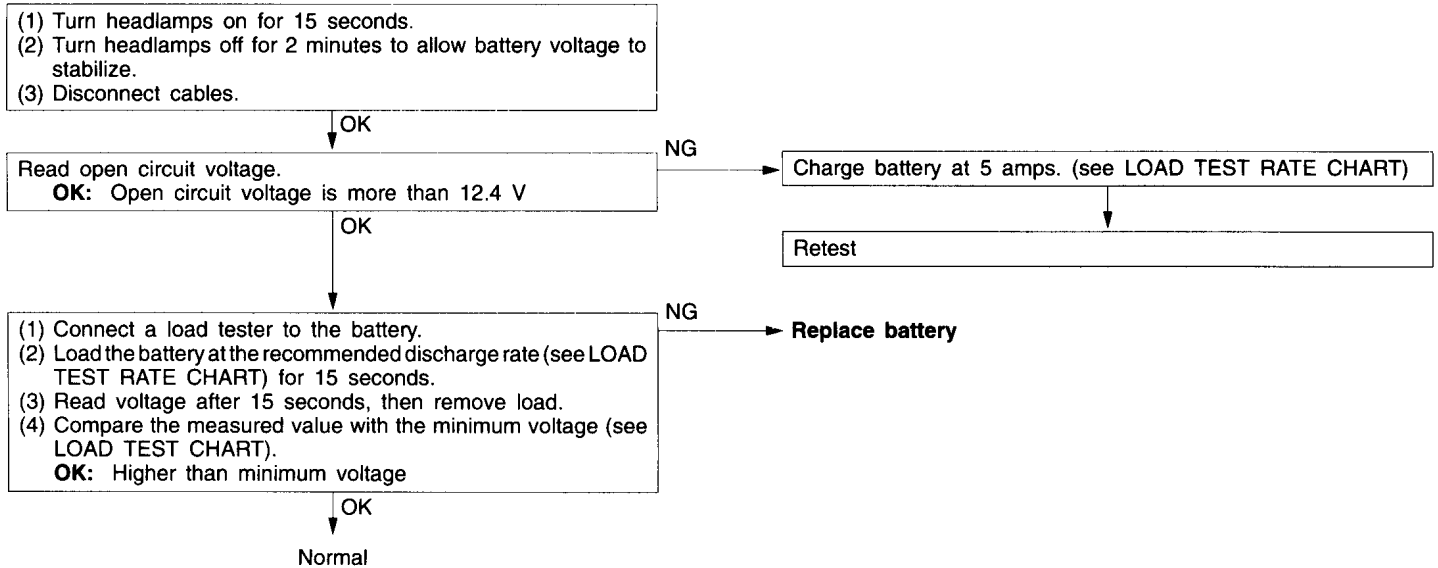 (1) Turn headlamps on for 15 seconds.
(2) Turn headlamps off for 2 minutes to allow battery voltage to
stabilize.
(3) Disconnect cables.
OK
Read open circuit voltage.
OK: Open circuit voltage is more than 12.4 V
NG
Charge battery at 5 amps. (see LOAD TEST RATE CHART)
Retest
OK
(1) Connect a load tester to the battery.
(2) Load the battery at the recommended discharge rate (see LOAD
TEST RATE CHART) for 15 seconds.
(3) Read voltage after 15 seconds, then remove load.
(4) Compare the measured value with the minimum voltage (see
LOAD TEST CHART).
OK: Higher than minimum voltage
NG
Replace battery
OK
Normal